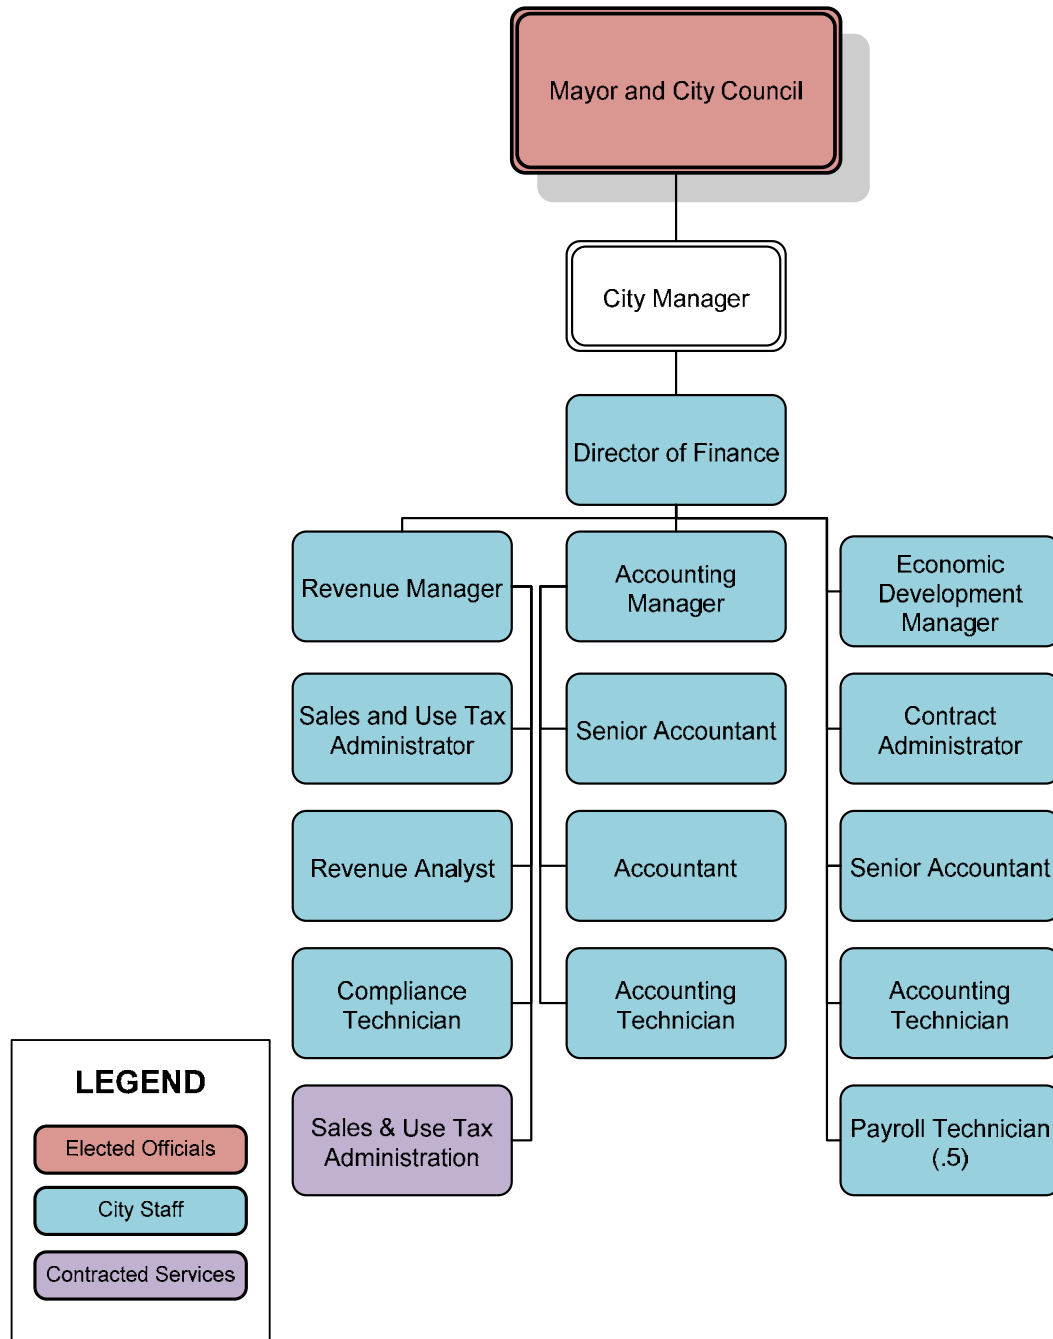 Mayor and City Council
City Manager
Director of Finance
Revenue Manager
Accounting
Manager
Economic
Development
Manager
Sales and Use Tax
Administrator
Senior Accountant
Contract
Administrator
Revenue Analyst
Accountant
Senior Accountant
Compliance
Technician
Accounting
Technician
Accounting
Technician
Sales & Use Tax
Administration
Payroll Technician
(.5)
LEGEND
Elected Officials
City Staff
Contracted Services